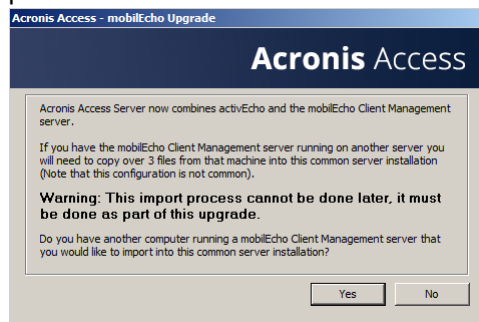 Acronis Access - mobilEcho Upgrade
Acronis Access
Acronis Access Server now combines activEcho and the mobilEcho Client Management
server.
If you have the mobilEcho Client Management server running on another server you
will need to copy over 3 files from that machine into this common server installation
(Note that this configuration is not common).
Warning: This import process cannot be done later, it must
be done as part of this upgrade.
Do you have another computer running a mobilEcho Client Management server that
you would like to import into this common server installation?
Yes No